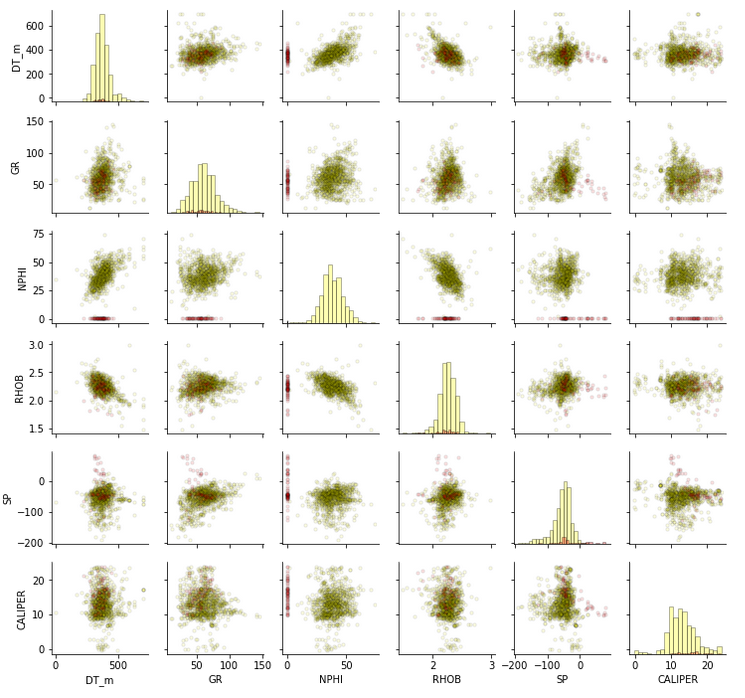 600
400
200
0
DT_m
150
100
50
GR
75
50
25
0
NPHI
3.0
2.5
2.0
1.5
RHOB
0
−100
−200
SP
20
10
0
CALIPER
0 500
50 100 150
0 50
2 3
−200 −100 0
0 10 20
DT_m GR NPHI RHOB SP CALIPER